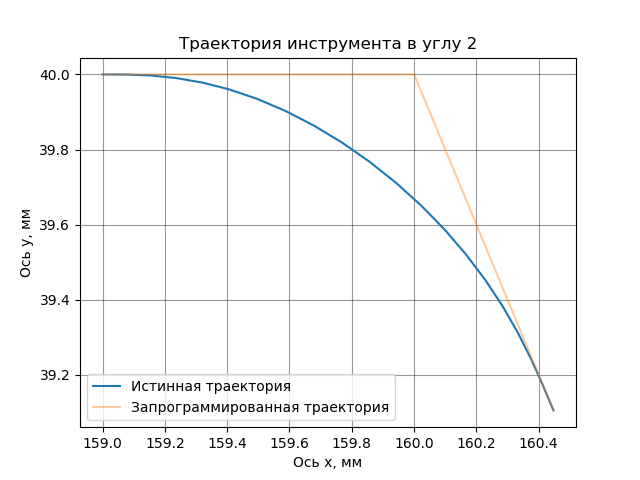 Траектория инструмента в углу 2
Ось y, мм
40.0
39.8
39.6
39.4
39.2
Истинная траектория
Запрограммированная траектория
159.0 159.2 159.4 159.6 159.8 160.0 160.2 160.4
Ось x, мм